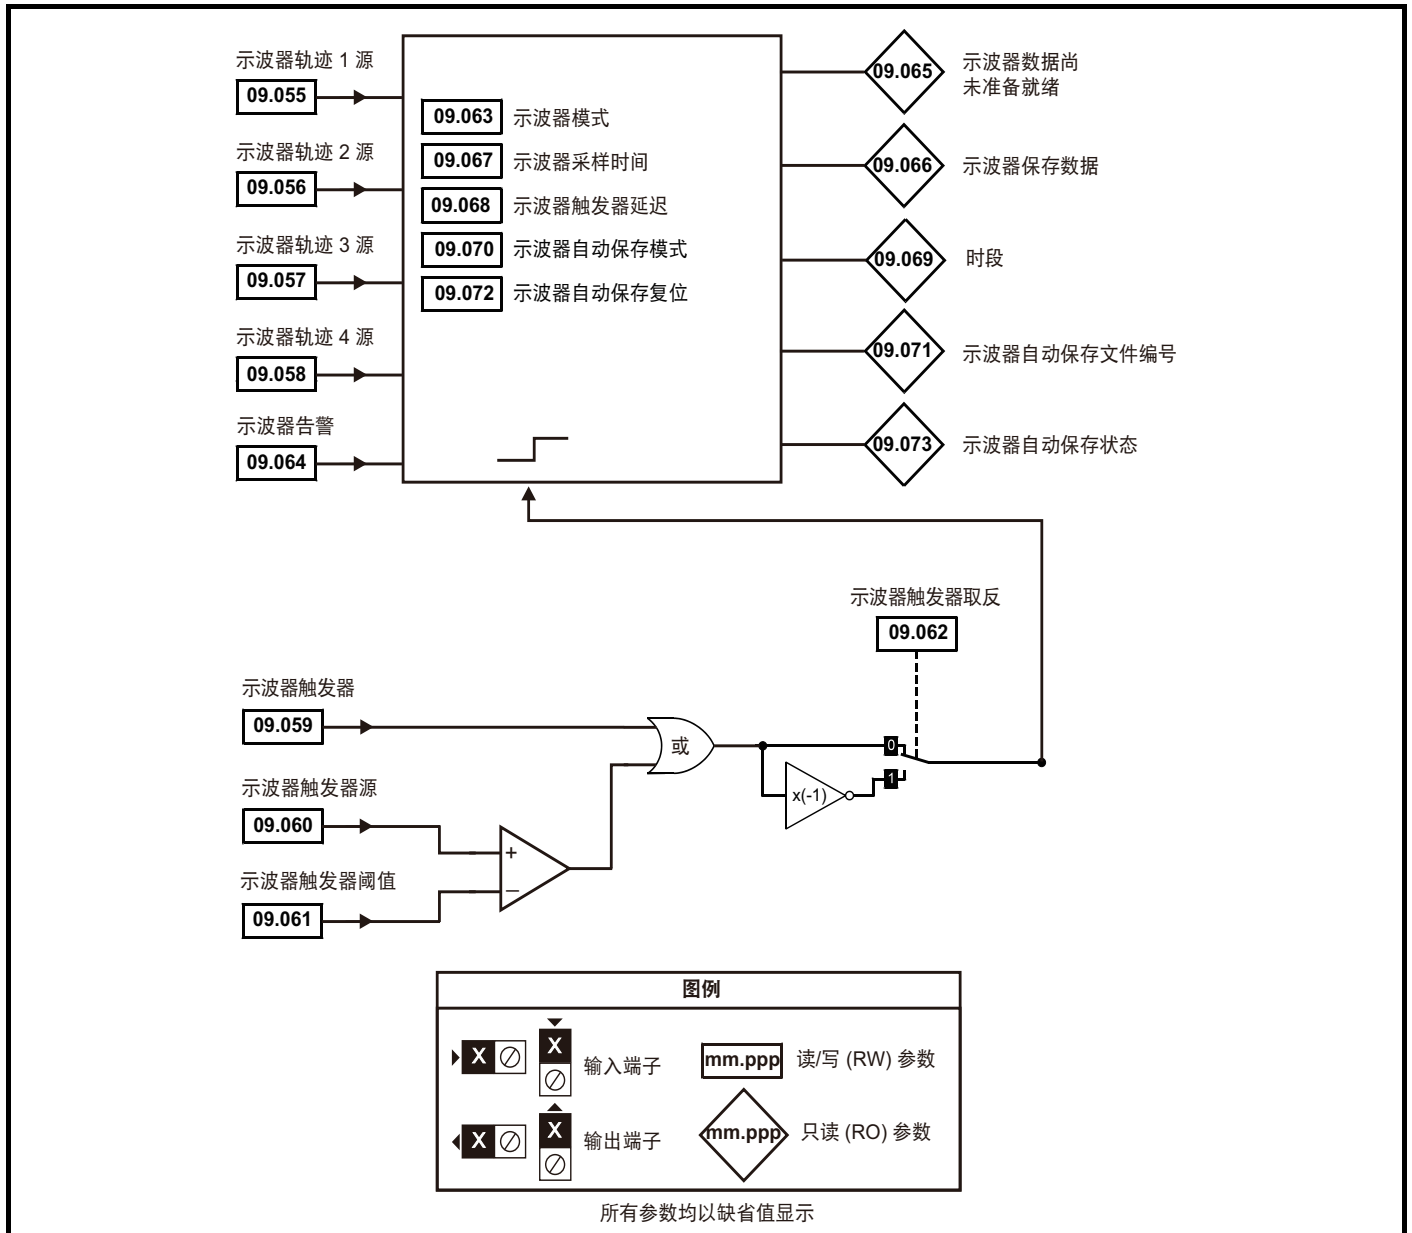 示波器轨迹 1 源
09.055
示波器轨迹 2 源
09.056
示波器轨迹 3 源
09.057
示波器轨迹 4 源
09.058
示波器告警
09.064
09.063 示波器模式
09.067 示波器采样时间
09.068 示波器触发器延迟
09.070 示波器自动保存模式
09.072 示波器自动保存复位
09.065 示波器数据尚
未准备就绪
09.066 示波器保存数据
09.069 时段
09.071 示波器自动保存文件编号
09.073 示波器自动保存状态
示波器触发器取反
09.062
示波器触发器
09.059
示波器触发器源
09.060
示波器触发器阈值
09.061
+
−
或
0
1
x(-1)
图例
X X 输入端子
mm.ppp 读/写 (RW) 参数
X X 输出端子
mm.ppp 只读 (RO) 参数
所有参数均以缺省值显示